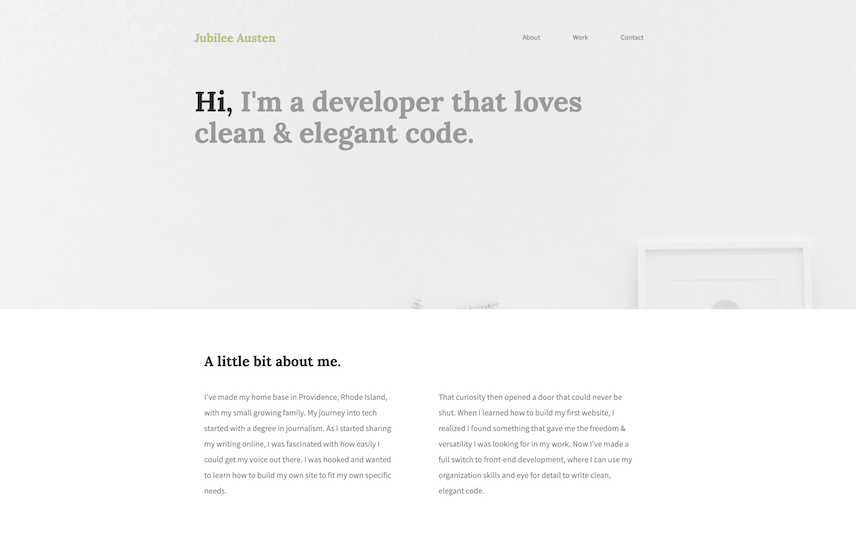 Jubilee Austen
About Work Contact
Hi, I'm a developer that loves
clean & elegant code.
A little bit about me.
I've made my home base in Providence, Rhode Island,
with my small growing family. My journey into tech
started with a degree in journalism. As I started sharing
my writing online, I was fascinated with how easily I
could get my voice out there. I was hooked and wanted
to learn how to build my own site to fit my own specific
needs.
That curiosity then opened a door that could never be
shut. When I learned how to build my first website, I
realized I found something that gave me the freedom &
versatility I was looking for in my work. Now I've made a
full switch to front-end development, where I can use my
organization skills and eye for detail to write clean,
elegant code.